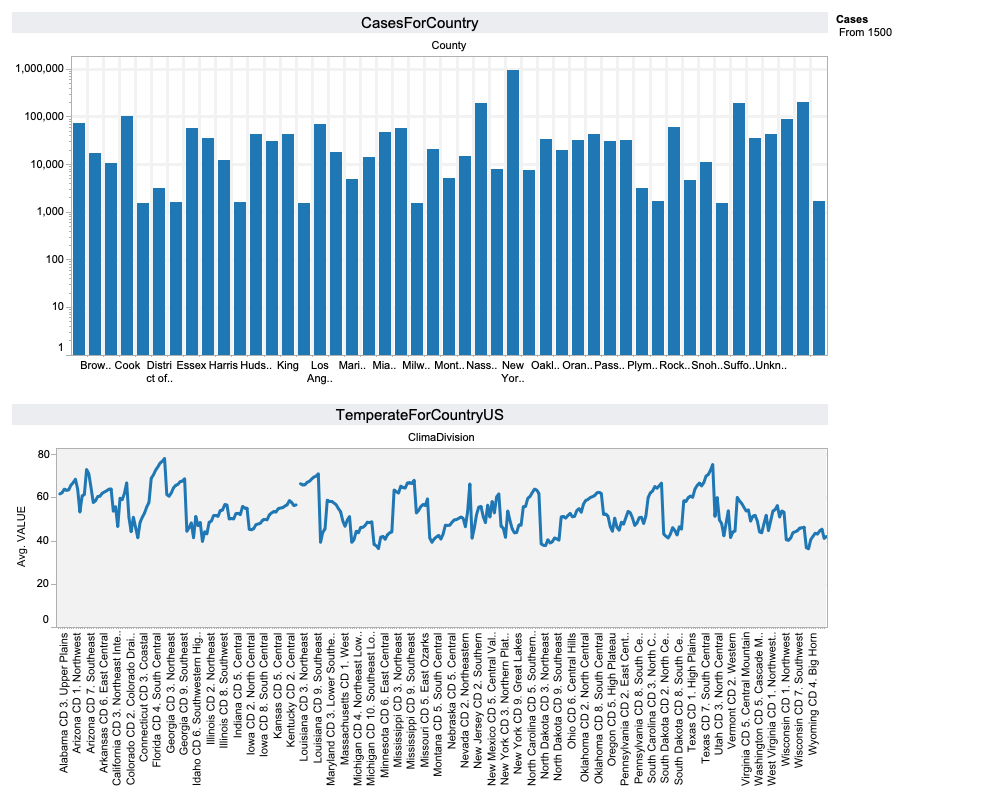 CasesForCountry
Cases
From 1500
County
1,000,000
100,000
10,000
1,000
100
10
1
Brow.. Cook Distri ct of.. Essex Harris Huds.. King Los Ang.. Mari.. Mia.. Milw.. Mont.. Nass.. New Yor.. Oakl.. Oran.. Pass.. Plym.. Rock.. Snoh.. Suffo.. Unkn..
TemperateForCountryUS
ClimaDivision
80
60
40
20
0
Avg. VALUE
Alabama CD 3. Upper Plains
Arizona CD 1. Northwest
Arizona CD 7. Southeast
Arkansas CD 6. East Central
California CD 3. Northeast Inte..
Colorado CD 2. Colorado Drai..
Connecticut CD 3. Coastal
Florida CD 4. South Central
Georgia CD 3. Northeast
Georgia CD 9. Southeast
Idaho CD 6. Southwestern Hig..
Illinois CD 2. Northeast
Illinois CD 8. Southwest
Indiana CD 5. Central
Iowa CD 2. North Central
Iowa CD 8. South Central
Kansas CD 5. Central
Kentucky CD 2. Central
Louisiana CD 3. Northeast
Louisiana CD 9. Southeast
Maryland CD 3. Lower Southe..
Massachusetts CD 1. West
Michigan CD 4. Northeast Low..
Michigan CD 10. Southeast Lo..
Minnesota CD 6. East Central
Mississippi CD 3. Northeast
Mississippi CD 9. Southeast
Missouri CD 5. East Ozarks
Montana CD 5. South Central
Nebraska CD 5. Central
Nevada CD 2. Northeastern
New Jersey CD 2. Southern
New Mexico CD 5. Central Val..
New York CD 3. Northern Plat..
New York CD 9. Great Lakes
North Carolina CD 5. Southern..
North Dakota CD 3. Northeast
North Dakota CD 9. Southeast
Ohio CD 6. Central Hills
Oklahoma CD 2. North Central
Oklahoma CD 8. South Central
Oregon CD 5. High Plateau
Pennsylvania CD 2. East Cent..
Pennsylvania CD 8. South Ce..
South Carolina CD 3. North C..
South Dakota CD 2. North Ce..
South Dakota CD 8. South Ce..
Texas CD 1. High Plains
Texas CD 7. South Central
Utah CD 3. North Central
Vermont CD 2. Western
Virginia CD 5. Central Mountain
Washington CD 5. Cascade M..
West Virginia CD 1. Northwest..
Wisconsin CD 1. Northwest
Wisconsin CD 7. Southwest
Wyoming CD 4. Big Horn